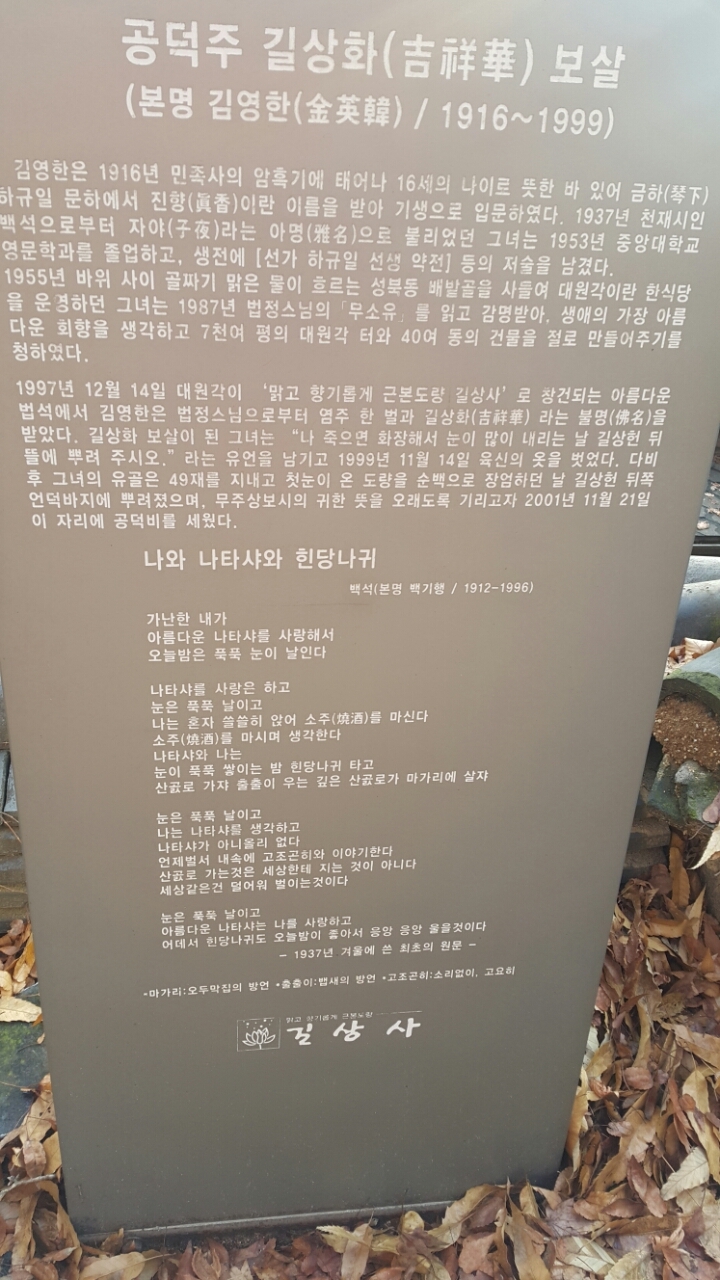 공덕주 길상화(吉祥華) 보살
(본명 김영한(金英韓) / 1916~1999)
김영한은 1916년 민족사의 암흑기에 태어나 16세의 나이로 뜻한 바 있어 금하(琴下)
하규일 문하에서 진향(眞香)이란 이름을 받아 기생으로 입문하였다. 1937년 천재시인
백석으로부터 자야(子夜)라는 아명(雅名)으로 불리었던 그녀는 1953년 중앙대학교
영문학과를 졸업하고, 생전에 [선가 하규일 선생 약전] 등의 저술을 남겼다.
1955년 바위 사이 골짜기 맑은 물이 흐르는 성북동 배밭골을 사들여 대원각이란 한식당
을 운영하던 그녀는 1987년 법정스님의 「무소유」를 읽고 감명받아, 생애의 가장 아름
다운 회향을 생각하고 7천여 평의 대원각 터와 40여 동의 건물을 절로 만들어주기를
청하였다.
1997년 12월 14일 대원각이 ‘맑고 향기롭게 근본도량 길상사’로 창건되는 아름다운
법석에서 김영한은 법정스님으로부터 염주 한 벌과 길상화(吉祥華) 라는 불명(佛名)을
받았다. 길상화 보살이 된 그녀는 “나 죽으면 화장해서 눈이 많이 내리는 날 길상헌 뒤
뜰에 뿌려 주시오.” 라는 유언을 남기고 1999년 11월 14일 육신의 옷을 벗었다. 다비
후 그녀의 유골은 49재를 지내고 첫눈이 온 도량을 순백으로 장엄하던 날 길상헌 뒤쪽
언덕바지에 뿌려졌으며, 무주상보시의 귀한 뜻을 오래도록 기리고자 2001년 11월 21일
이 자리에 공덕비를 세웠다.
나와 나타샤와 힌당나귀
백석(본명 백기행 / 1912-1996)
가난한 내가
아름다운 나타샤를 사랑해서
오늘밤은 푹푹 눈이 날인다
나타샤를 사랑은 하고
눈은 푹푹 날이고
나는 혼자 쓸쓸히 앉어 소주(燒酒)를 마신다
소주(燒酒)를 마시며 생각한다
나타샤와 나는
눈이 푹푹 쌓이는 밤 힌당나귀 타고
산곬로 가쟈 출출이 우는 깊은 산곬로가 마가리에 살쟈
눈은 푹푹 날이고
나는 나타샤를 생각하고
나타샤가 아니올리 없다
언제벌서 내속에 고조곤히와 이야기한다
산곬로 가는것은 세상한테 지는 것이 아니다
세상같은건 덜어워 벌이는것이다
눈은 푹푹 날이고
아름다운 나타샤는 나를 사랑하고
어데서 힌당나귀도 오늘밤이 좋아서 응앙 응앙 울을것이다
- 1937년 겨울에 쓴 최초의 원문 -
*마가리:오두막집의 방언 *출출이:뱁새의 방언 *고조곤히:소리없이, 고요히
맑고 향기롭게 근본도량
길상사